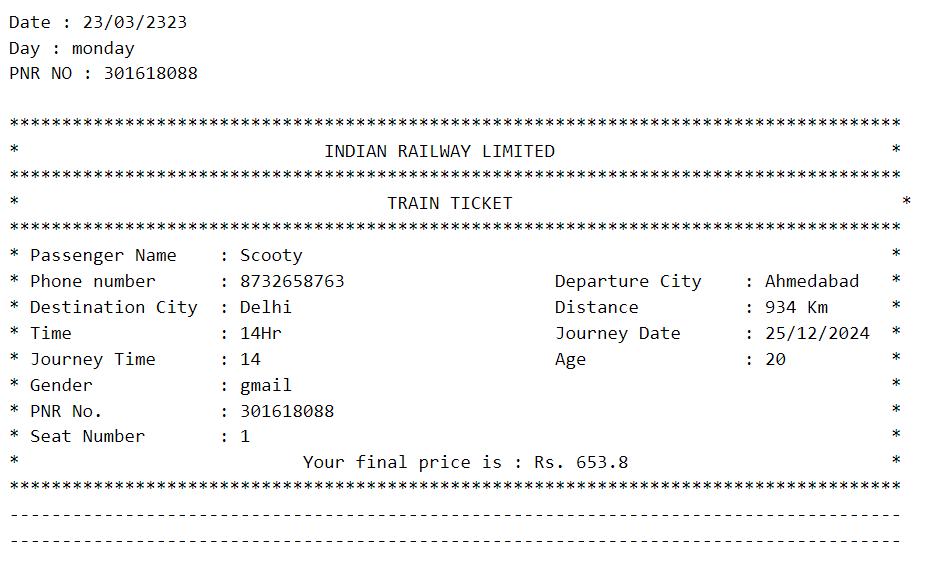 Date : 23/03/2323
Day : monday
PNR NO : 301618088
*************************************************************************************
* INDIAN RAILWAY LIMITED *
*************************************************************************************
* TRAIN TICKET *
*************************************************************************************
* Passenger Name : Scooty *
* Phone number : 8732658763 Departure City : Ahmedabad *
* Destination City : Delhi Distance : 934 Km *
* Time : 14Hr Journey Date : 25/12/2024 *
* Journey Time : 14 Age : 20 *
* Gender : gmail *
* PNR No. : 301618088 *
* Seat Number : 1 *
* Your final price is : Rs. 653.8 *
*************************************************************************************
-------------------------------------------------------------------------------------
-------------------------------------------------------------------------------------